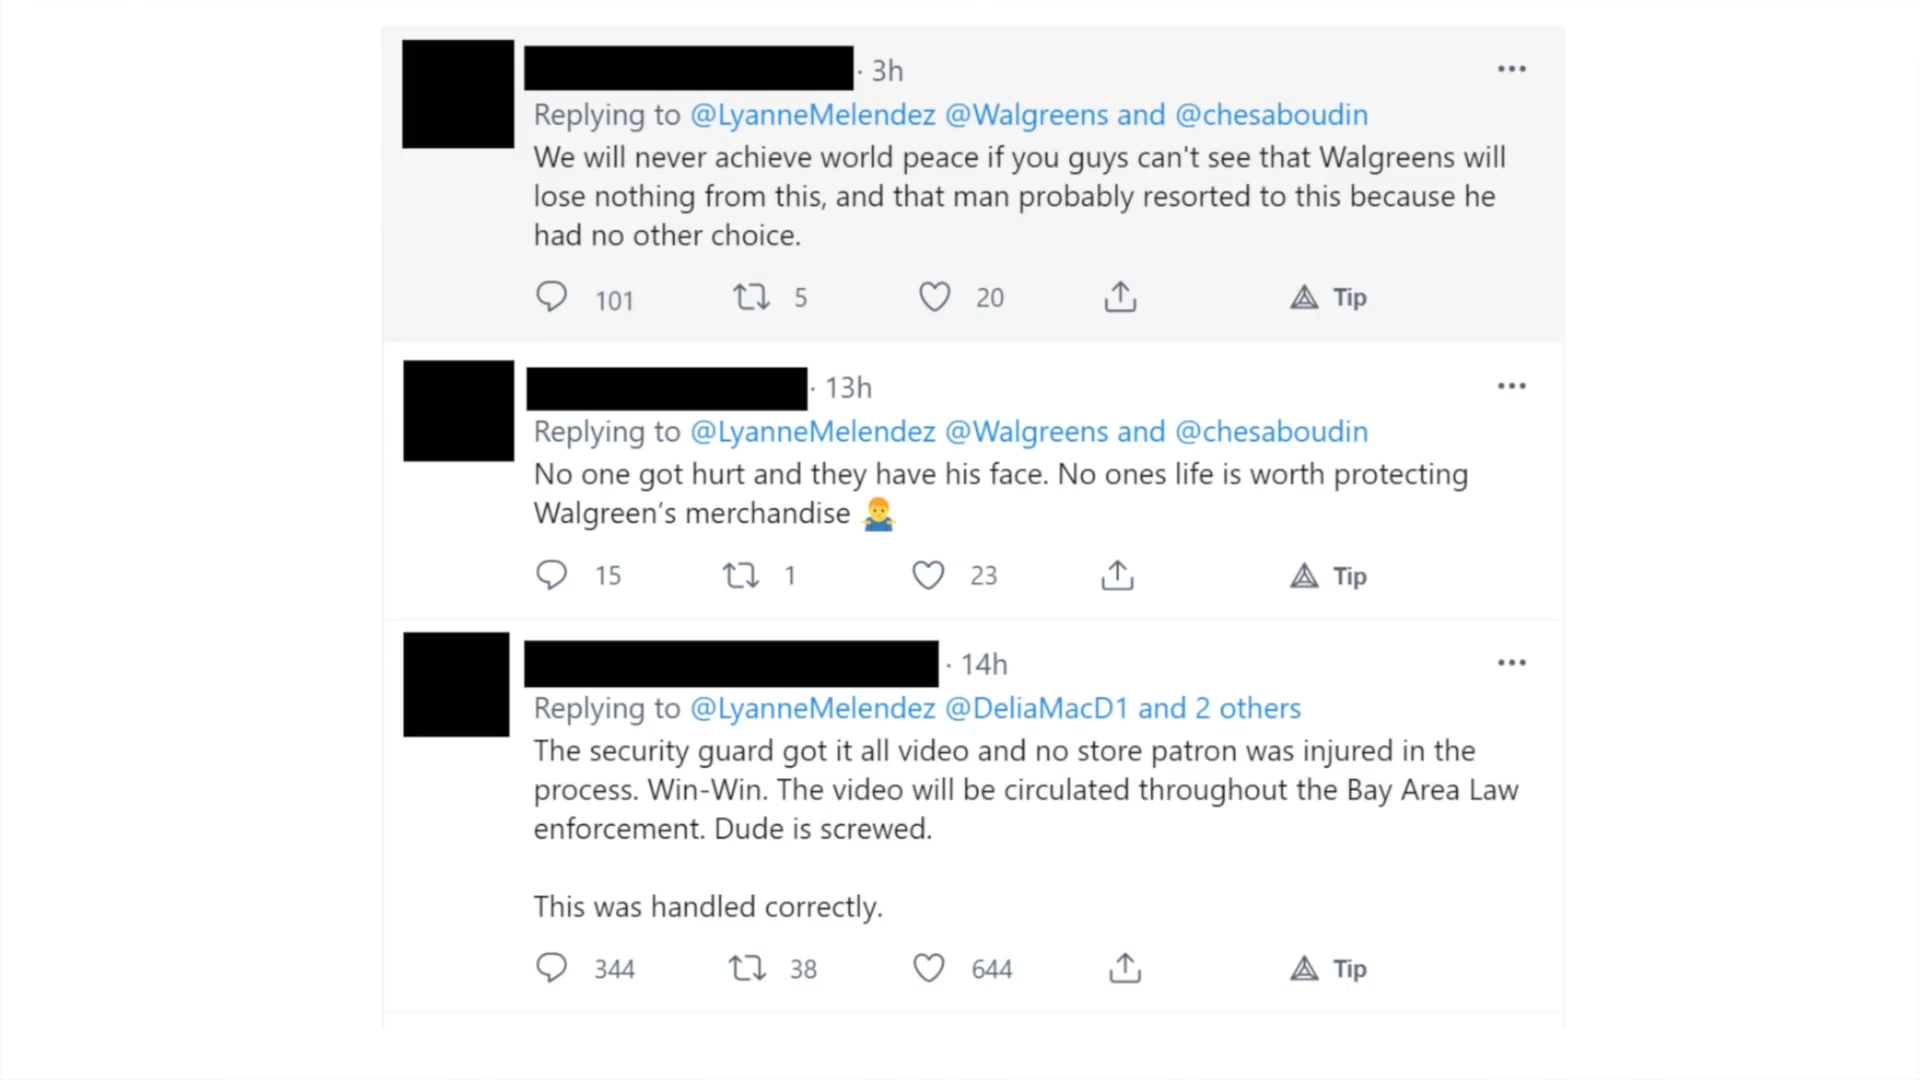 · 3h
Replying to @LyanneMelendez @Walgreens and @chesaboudin
We will never achieve world peace if you guys can't see that Walgreens will
lose nothing from this, and that man probably resorted to this because he
had no other choice.
101 5 20 Tip
· 13h
Replying to @LyanneMelendez @Walgreens and @chesaboudin
No one got hurt and they have his face. No ones life is worth protecting
Walgreen’s merchandise 🤷‍♂️
15 1 23 Tip
· 14h
Replying to @LyanneMelendez @DeliaMacD1 and 2 others
The security guard got it all video and no store patron was injured in the
process. Win-Win. The video will be circulated throughout the Bay Area Law
enforcement. Dude is screwed.
This was handled correctly.
344 38 644 Tip